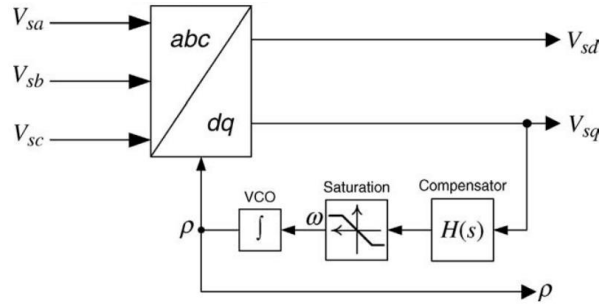 V_sa
abc
V_sd
V_sb
V_sc
dq
V_sq
VCO
Saturation
Compensator
ρ
∫
ω
H(s)
ρ